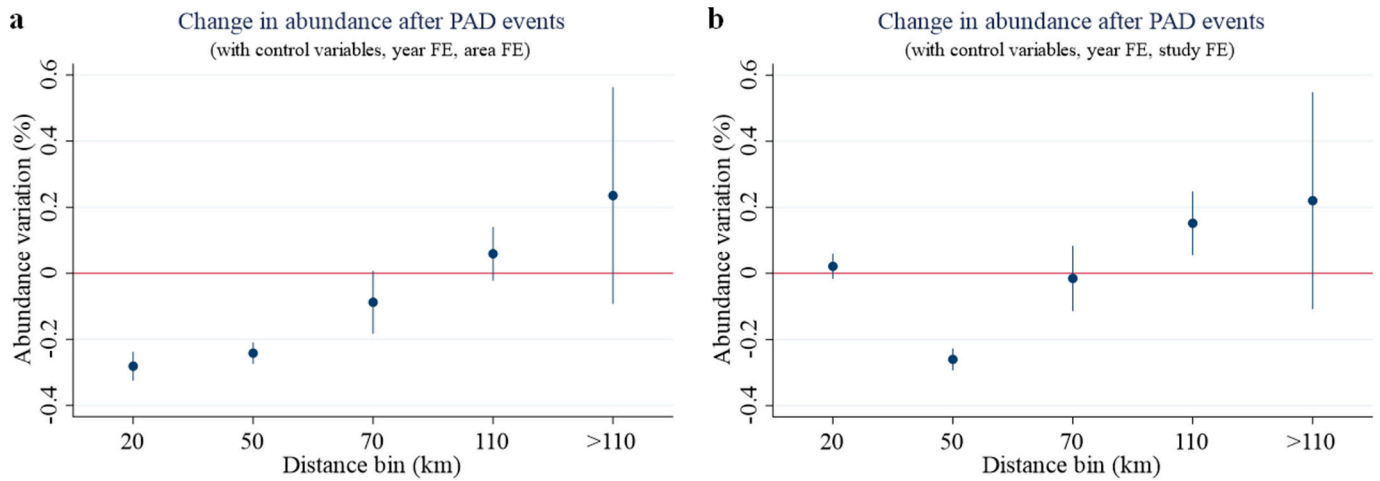 a
Change in abundance after PAD events
(with control variables, year FE, area FE)
Abundance variation (%)
0.6
0.4
0.2
0
-0.2
-0.4
20 50 70 110 >110
Distance bin (km)
b
Change in abundance after PAD events
(with control variables, year FE, study FE)
Abundance variation (%)
0.6
0.4
0.2
0
-0.2
-0.4
20 50 70 110 >110
Distance bin (km)